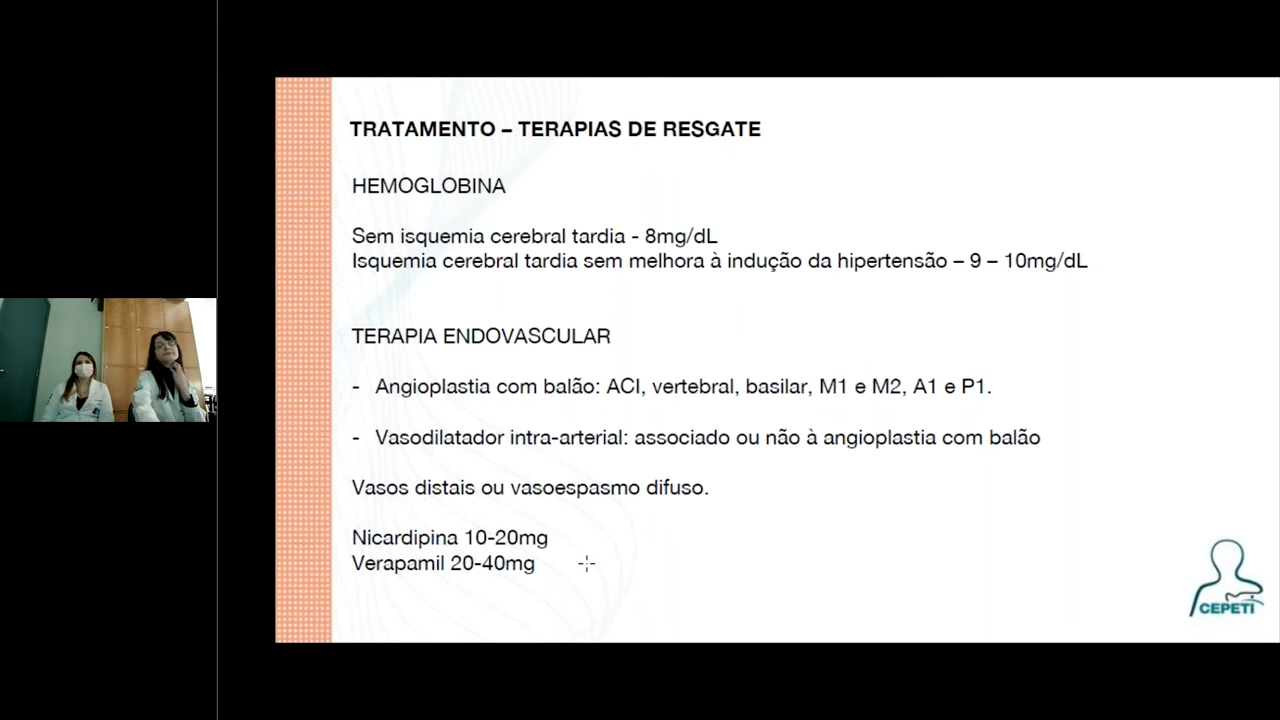 TRATAMENTO – TERAPIAS DE RESGATE
HEMOGLOBINA
Sem isquemia cerebral tardia - 8mg/dL
Isquemia cerebral tardia sem melhora à indução da hipertensão – 9 – 10mg/dL
TERAPIA ENDOVASCULAR
- Angioplastia com balão: ACI, vertebral, basilar, M1 e M2, A1 e P1.
- Vasodilatador intra-arterial: associado ou não à angioplastia com balão
Vasos distais ou vasoespasmo difuso.
Nicardipina 10-20mg
Verapamil 20-40mg
CEPETI